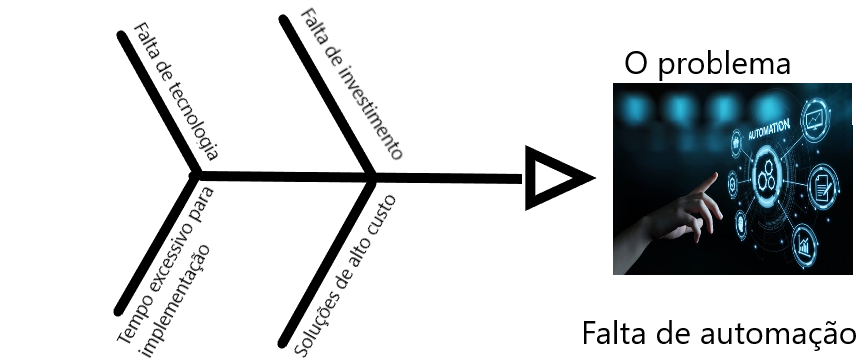 Falta de tecnologia
Falta de investimento
O problema
AUTOMATION
Tempo excessivo para
implementação
Soluções de alto custo
Falta de automação